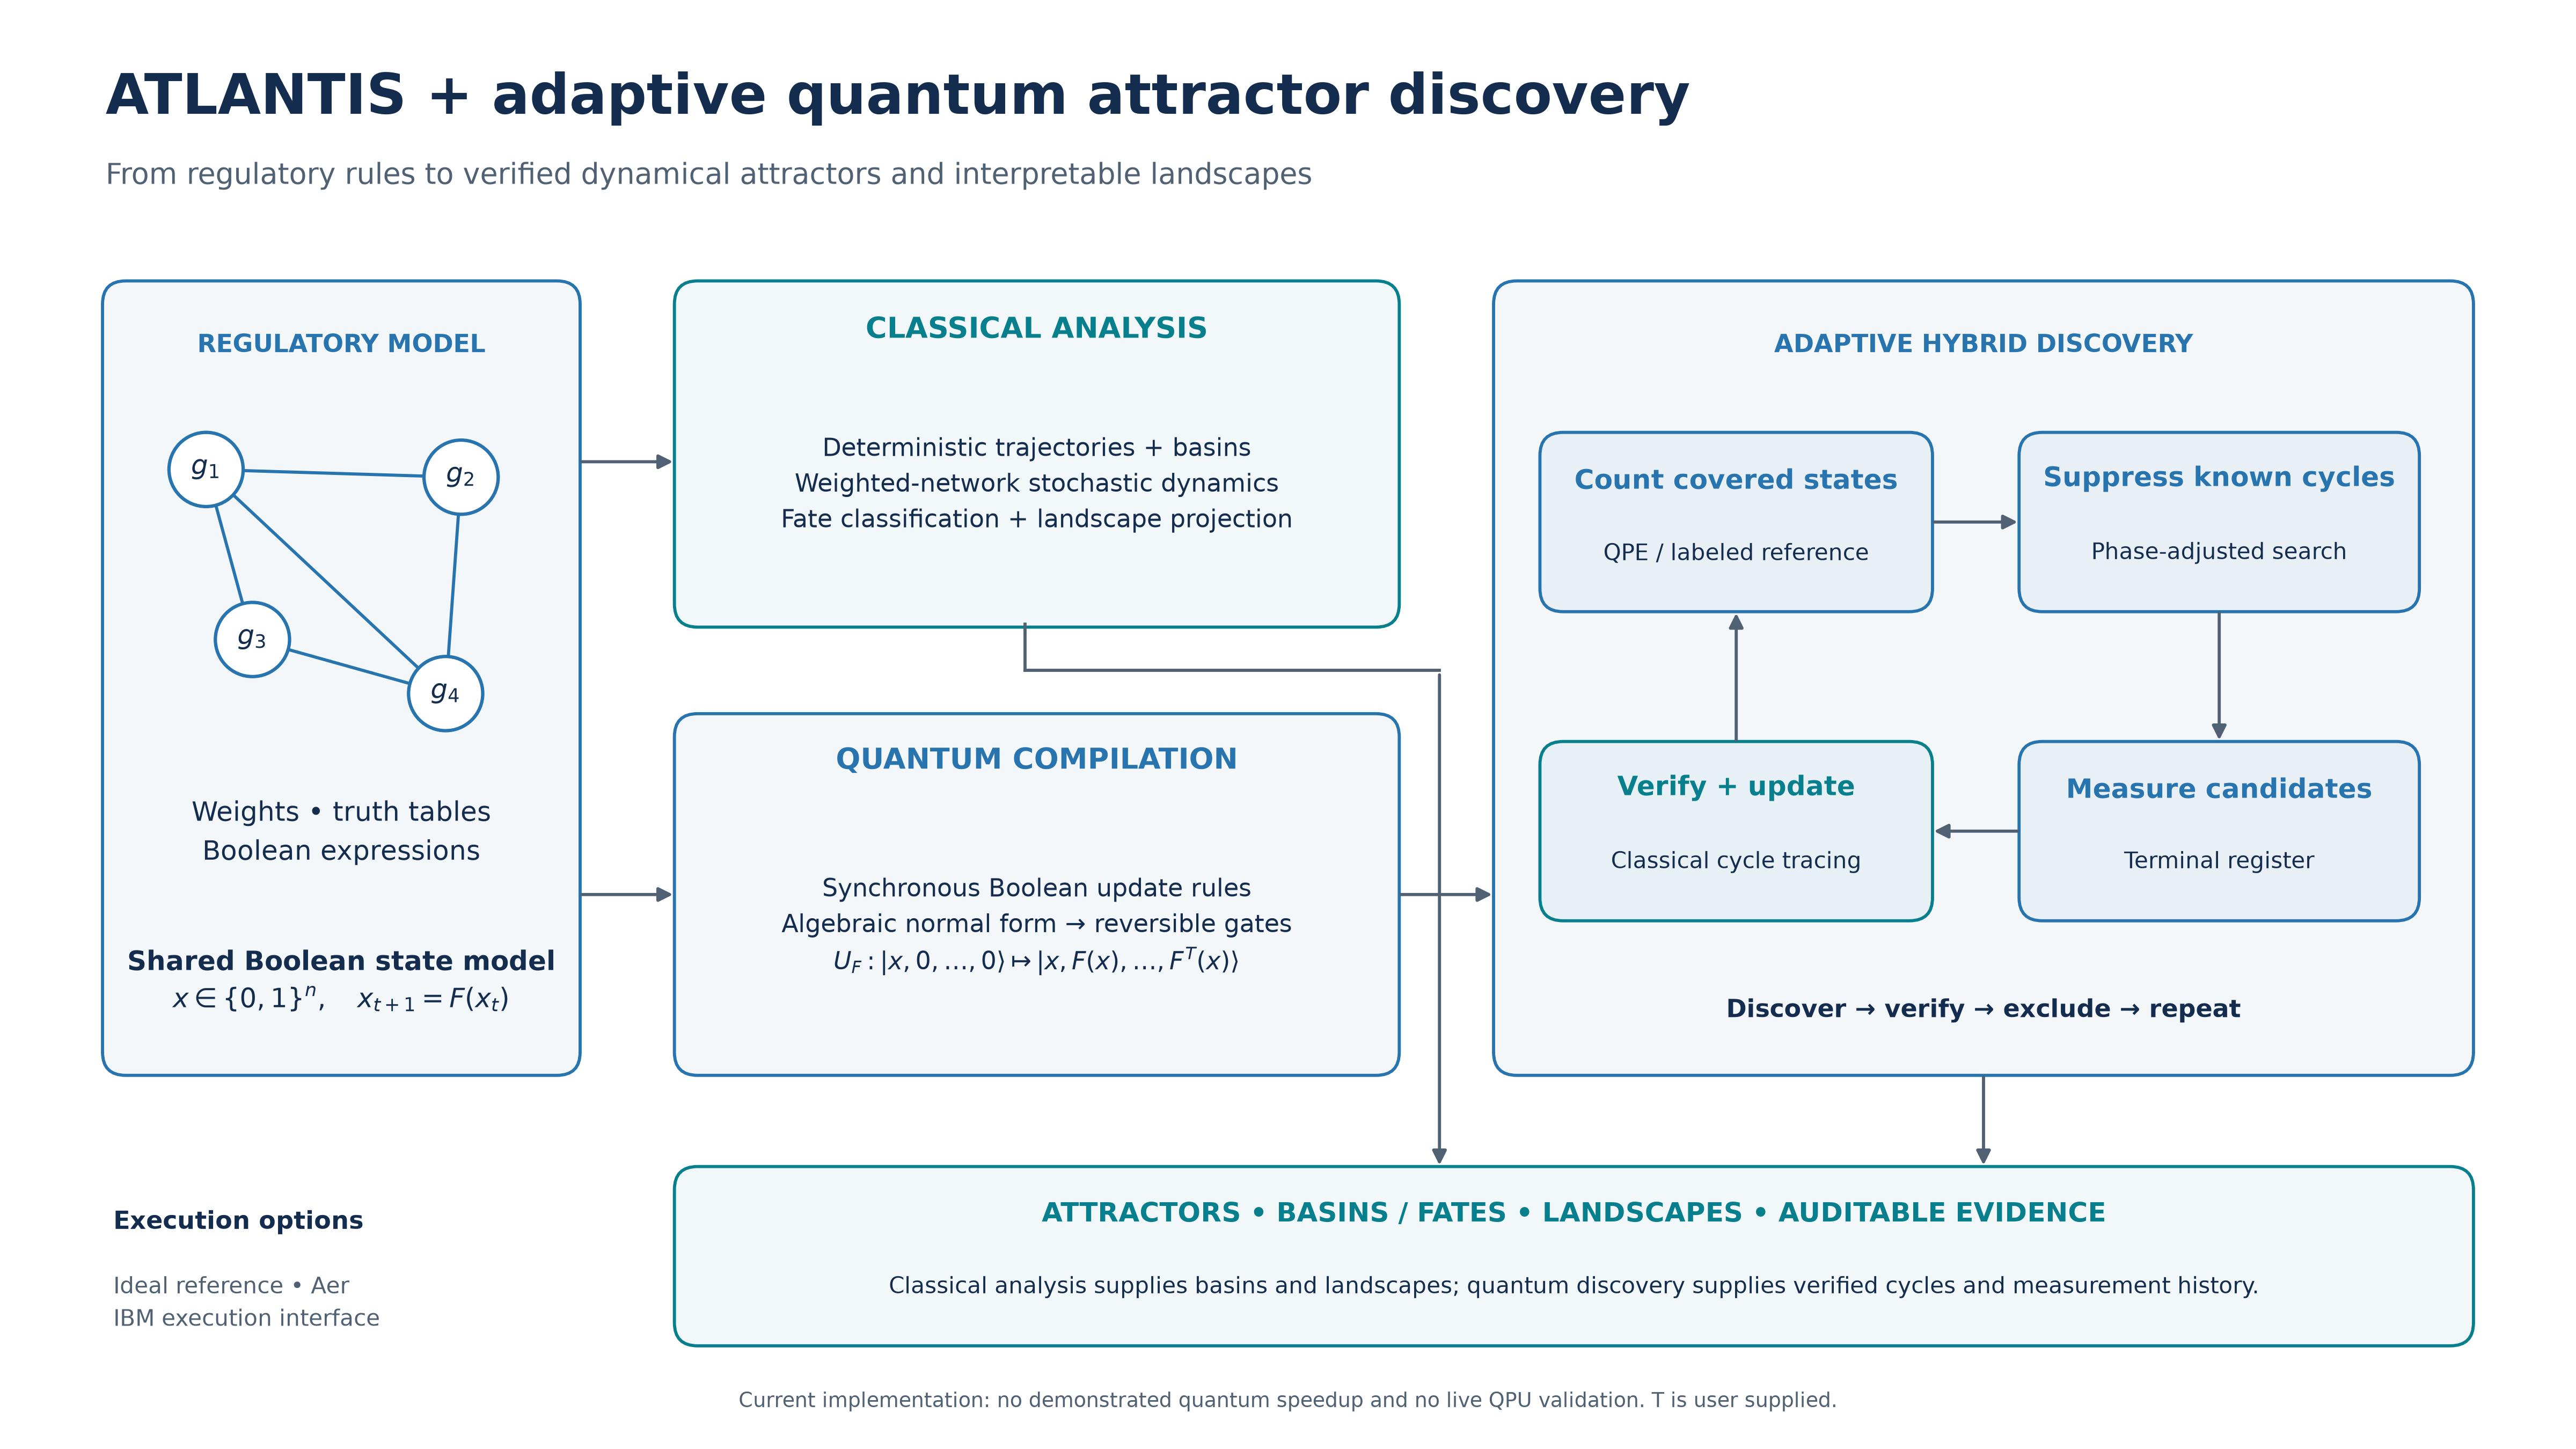 ATLANTIS + adaptive quantum attractor discovery
From regulatory rules to verified dynamical attractors and interpretable landscapes
REGULATORY MODEL
g₁
g₂
g₃
g₄
Weights • truth tables
Boolean expressions
Shared Boolean state model
x ∈ {0, 1}ⁿ, xₜ₊₁ = F(xₜ)
CLASSICAL ANALYSIS
Deterministic trajectories + basins
Weighted-network stochastic dynamics
Fate classification + landscape projection
QUANTUM COMPILATION
Synchronous Boolean update rules
Algebraic normal form → reversible gates
U_F : |x, 0, …, 0⟩ ↦ |x, F(x), …, Fᵀ(x)⟩
ADAPTIVE HYBRID DISCOVERY
Count covered states
QPE / labeled reference
Suppress known cycles
Phase-adjusted search
Verify + update
Classical cycle tracing
Measure candidates
Terminal register
Discover → verify → exclude → repeat
Execution options
Ideal reference • Aer
IBM execution interface
ATTRACTORS • BASINS / FATES • LANDSCAPES • AUDITABLE EVIDENCE
Classical analysis supplies basins and landscapes; quantum discovery supplies verified cycles and measurement history.
Current implementation: no demonstrated quantum speedup and no live QPU validation. T is user supplied.